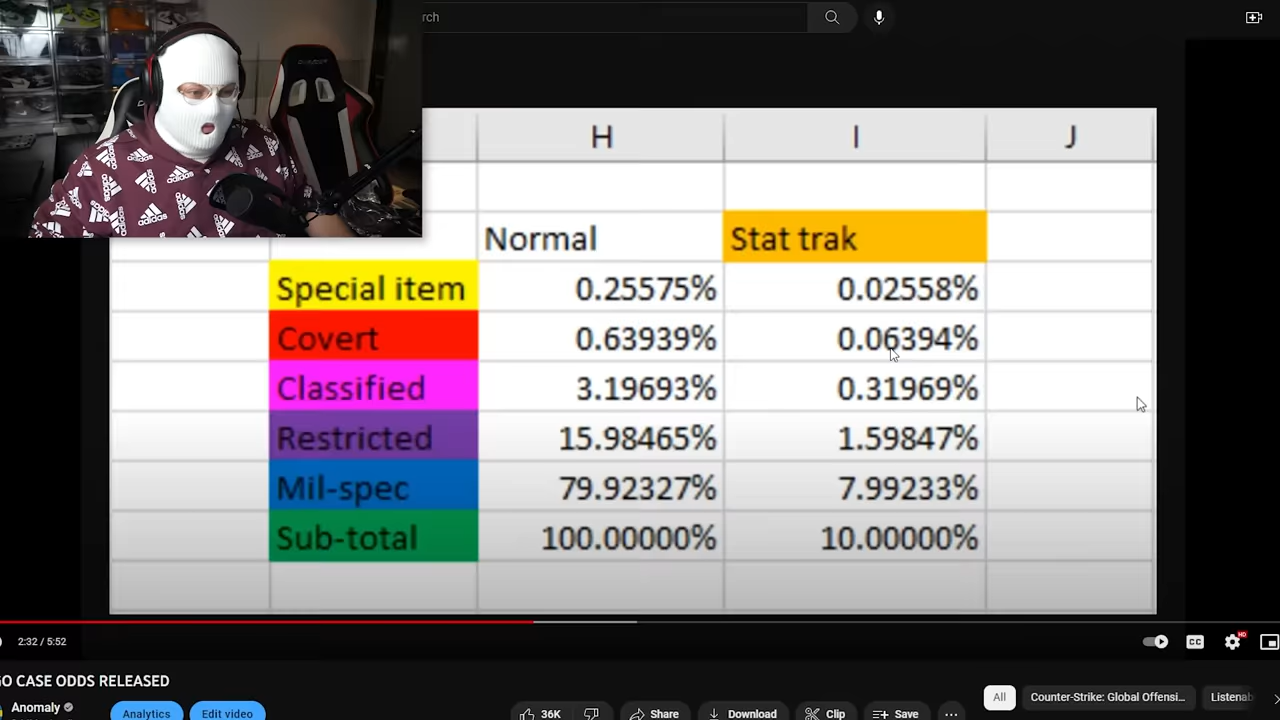 rch
H I J
Normal Stat trak
Special item 0.25575% 0.02558%
Covert 0.63939% 0.06394%
Classified 3.19693% 0.31969%
Restricted 15.98465% 1.59847%
Mil-spec 79.92327% 7.99233%
Sub-total 100.00000% 10.00000%
2:32 / 5:52
CC
HD
O CASE ODDS RELEASED
All Counter-Strike: Global Offensi... Listenab
Anomaly Analytics Edit video 36K Share Download Clip Save ...